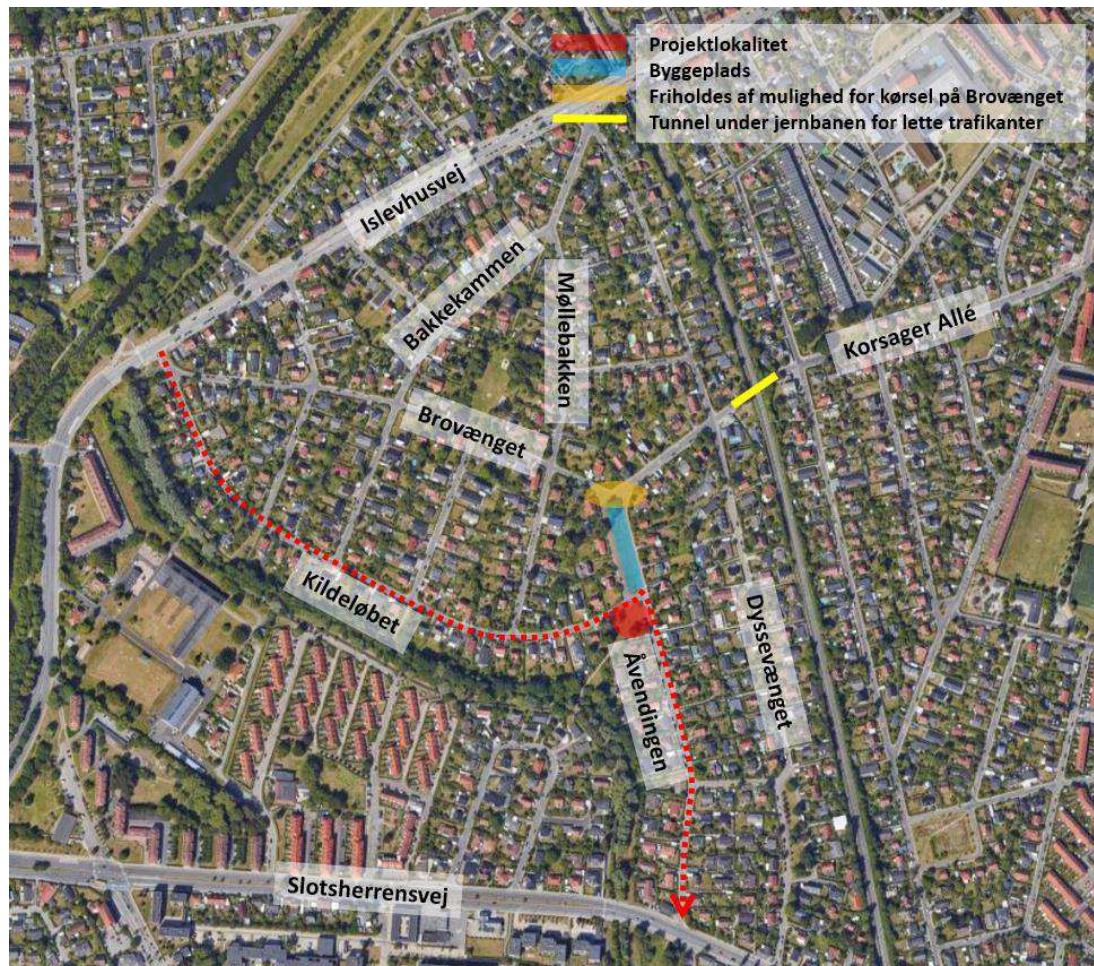 Projektlokalitet
Byggeplads
Friholdes af mulighed for kørsel på Brovænget
Tunnel under jernbanen for lette trafikanter
Islevhusvej
Bakkekammen
Møllebakken
Korsager Allé
Brovænget
Kildeløbet
Dyssevænget
Åvendingen
Slotsherrensvej